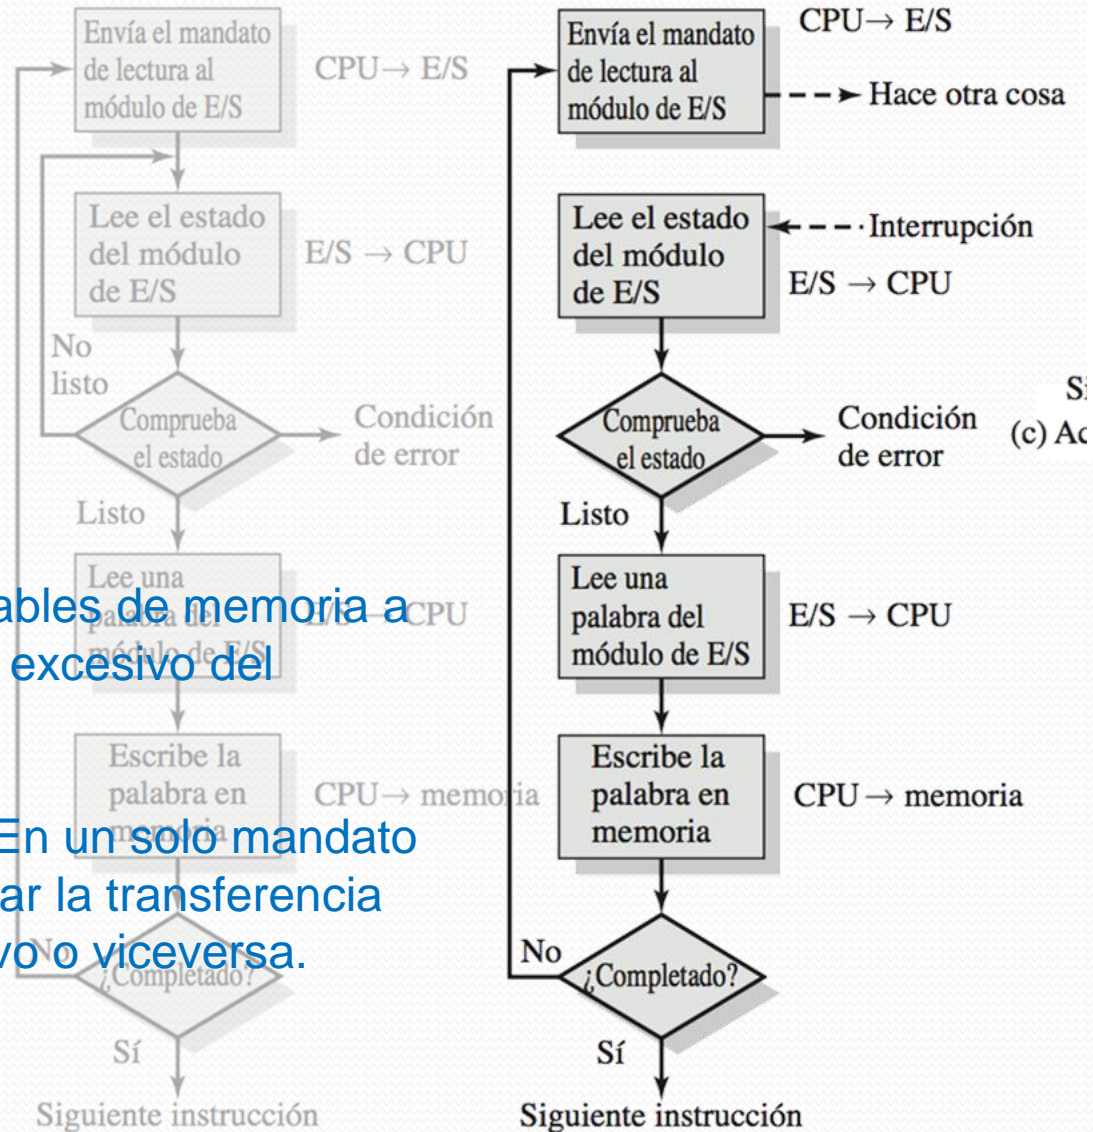 Envía el mandato
de lectura al
módulo de E/S
CPU→ E/S
Lee el estado
del módulo
de E/S
E/S → CPU
No
listo
Comprueba
el estado
Condición
de error
Listo
Lee una
palabra del
módulo de E/S
E/S → CPU
Escribe la
palabra en
memoria
CPU→ memoria
No
¿Completado?
Sí
Siguiente instrucción
ables de memoria a
excesivo del
En un solo mandato
ar la transferencia
vo o viceversa.
Envía el mandato
de lectura al
módulo de E/S
CPU→ E/S
Hace otra cosa
Lee el estado
del módulo
de E/S
Interrupción
E/S → CPU
Comprueba
el estado
Condición
de error
Listo
Lee una
palabra del
módulo de E/S
E/S → CPU
Escribe la
palabra en
memoria
CPU→ memoria
No
¿Completado?
Sí
Siguiente instrucción
(c)